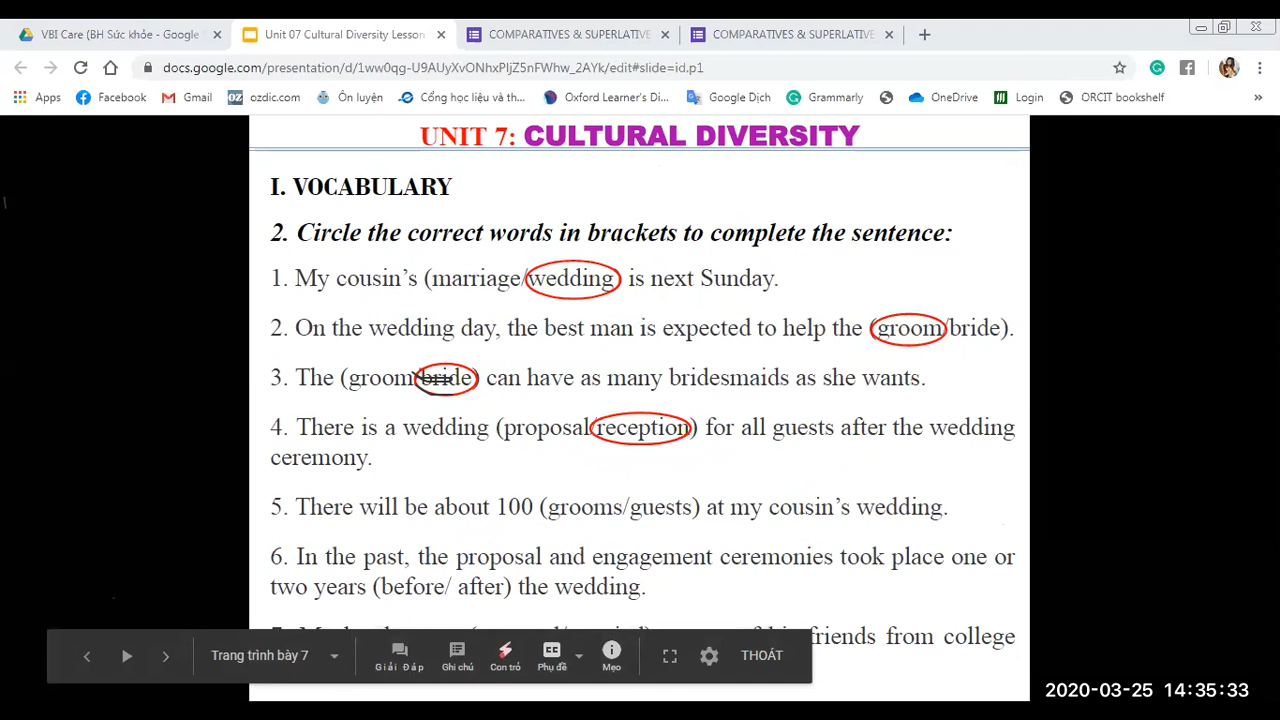 VBI Care (BH Sức khỏe - Google
Unit 07 Cultural Diversity Lesson
COMPARATIVES & SUPERLATIVE
COMPARATIVES & SUPERLATIVE
docs.google.com/presentation/d/1ww0qg-U9AUyXvONhxPIjZ5nFWhw_2AYk/edit#slide=id.p1
Apps Facebook Gmail ozdic.com Ôn luyện Cổng học liệu và th... Oxford Learner's Di... Google Dịch Grammarly OneDrive Login ORCIT bookshelf
UNIT 7: CULTURAL DIVERSITY
I. VOCABULARY
2. Circle the correct words in brackets to complete the sentence:
1. My cousin's (marriage/wedding) is next Sunday.
2. On the wedding day, the best man is expected to help the (groom/bride).
3. The (groom/bride) can have as many bridesmaids as she wants.
4. There is a wedding (proposal/reception) for all guests after the wedding
ceremony.
5. There will be about 100 (grooms/guests) at my cousin's wedding.
6. In the past, the proposal and engagement ceremonies took place one or
two years (before/ after) the wedding.
friends from college
Trang trình bày 7
Giải Đáp Ghi chú Con trỏ Phụ đề Mẹo THOÁT
2020-03-25 14:35:33